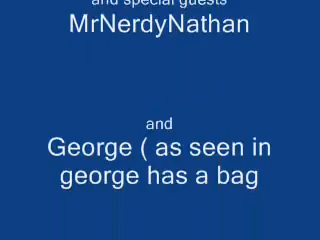 and special guests
MrNerdyNathan
and
George ( as seen in
george has a bag